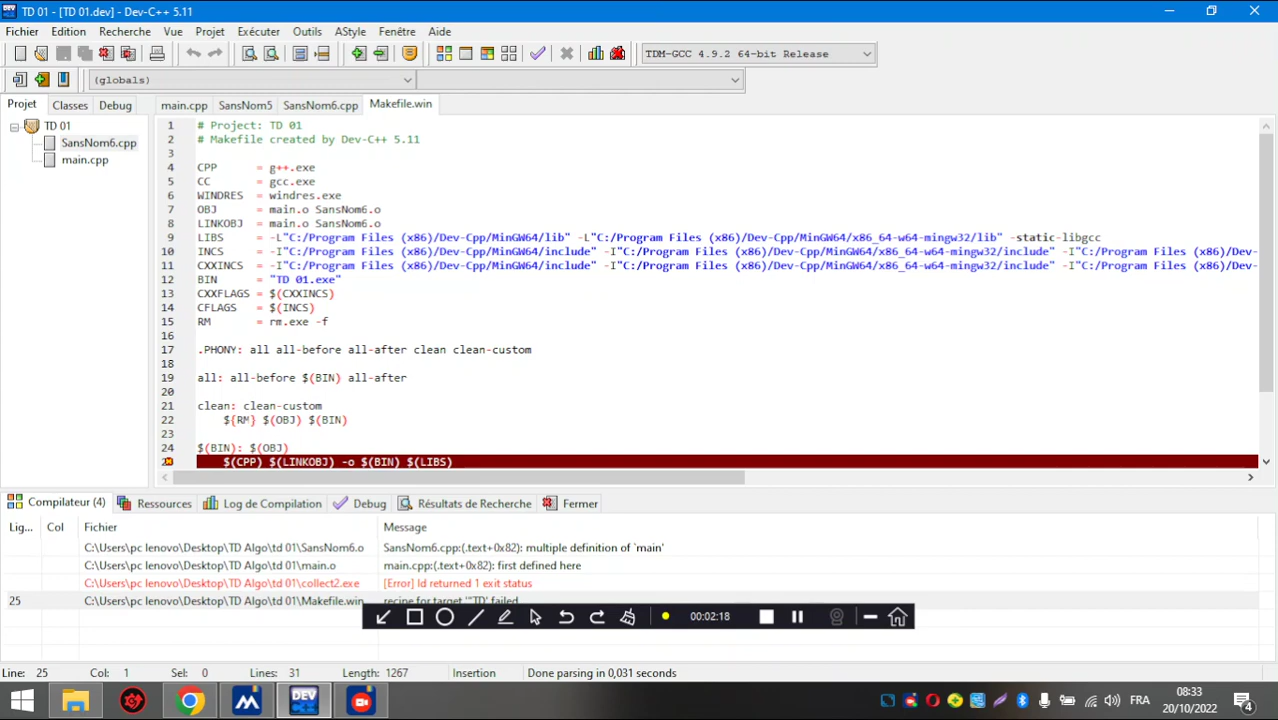 TD 01 - [TD 01.dev] - Dev-C++ 5.11
Fichier Edition Recherche Vue Projet Exécuter Outils AStyle Fenêtre Aide
TDM-GCC 4.9.2 64-bit Release
(globals)
Projet Classes Debug main.cpp SansNom5 SansNom6.cpp Makefile.win
TD 01
SansNom6.cpp
main.cpp
1 # Project: TD 01
2 # Makefile created by Dev-C++ 5.11
3
4 CPP = g++.exe
5 CC = gcc.exe
6 WINDRES = windres.exe
7 OBJ = main.o SansNom6.o
8 LINKOBJ = main.o SansNom6.o
9 LIBS = -L"C:/Program Files (x86)/Dev-Cpp/MinGW64/lib" -L"C:/Program Files (x86)/Dev-Cpp/MinGW64/x86_64-w64-mingw32/lib" -static-libgcc
10 INCS = -I"C:/Program Files (x86)/Dev-Cpp/MinGW64/include" -I"C:/Program Files (x86)/Dev-Cpp/MinGW64/x86_64-w64-mingw32/include" -I"C:/Program Files (x86)/Dev-
11 CXXINCS = -I"C:/Program Files (x86)/Dev-Cpp/MinGW64/include" -I"C:/Program Files (x86)/Dev-Cpp/MinGW64/x86_64-w64-mingw32/include" -I"C:/Program Files (x86)/Dev-
12 BIN = "TD 01.exe"
13 CXXFLAGS = $(CXXINCS)
14 CFLAGS = $(INCS)
15 RM = rm.exe -f
16
17 .PHONY: all all-before all-after clean clean-custom
18
19 all: all-before $(BIN) all-after
20
21 clean: clean-custom
22 ${RM} $(OBJ) $(BIN)
23
24 $(BIN): $(OBJ)
$(CPP) $(LINKOBJ) -o $(BIN) $(LIBS)
Compilateur (4) Ressources Log de Compilation Debug Résultats de Recherche Fermer
Lig... Col Fichier Message
C:\Users\pc lenovo\Desktop\TD Algo\td 01\SansNom6.o SansNom6.cpp:(.text+0x82): multiple definition of `main'
C:\Users\pc lenovo\Desktop\TD Algo\td 01\main.o main.cpp:(.text+0x82): first defined here
C:\Users\pc lenovo\Desktop\TD Algo\td 01\collect2.exe [Error] ld returned 1 exit status
25 C:\Users\pc lenovo\Desktop\TD Algo\td 01\Makefile.win recipe for target '"TD' failed
00:02:18
Line: 25 Col: 1 Sel: 0 Lines: 31 Length: 1267 Insertion Done parsing in 0,031 seconds
DEV FRA 08:33
20/10/2022 4